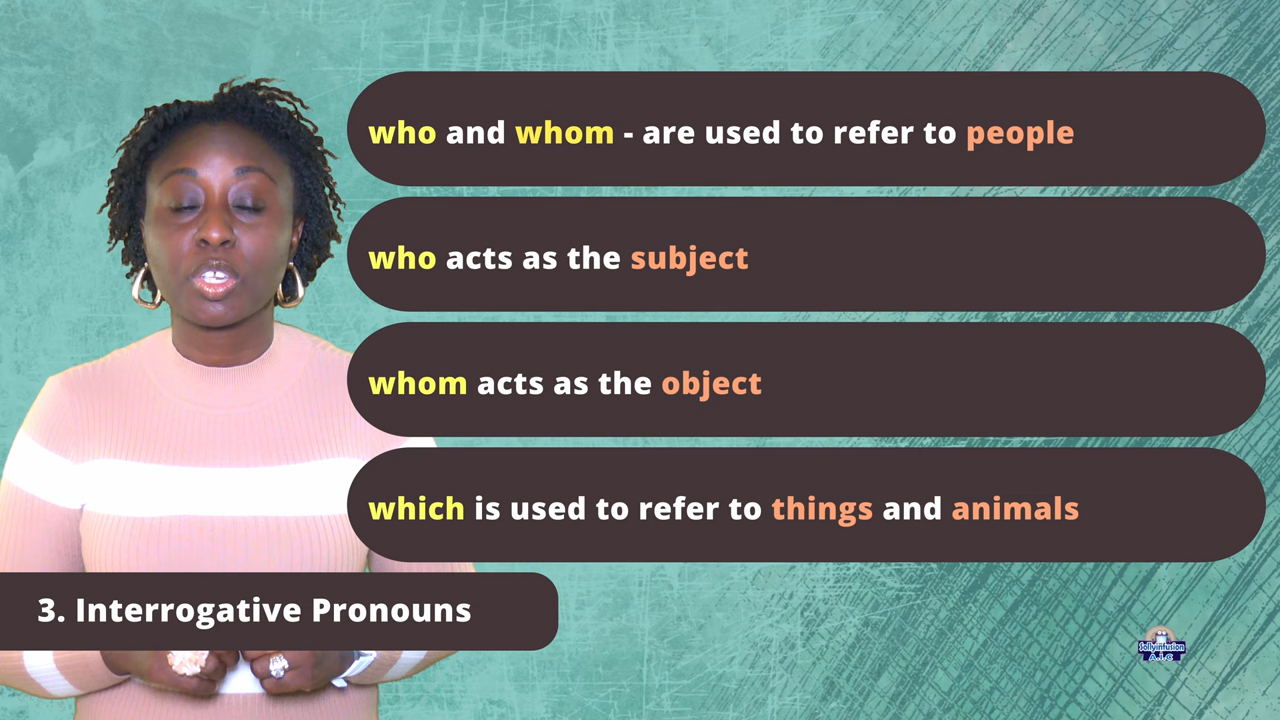 who and whom - are used to refer to people
who acts as the subject
whom acts as the object
which is used to refer to things and animals
3. Interrogative Pronouns
Sollyinfusion
A.I.C